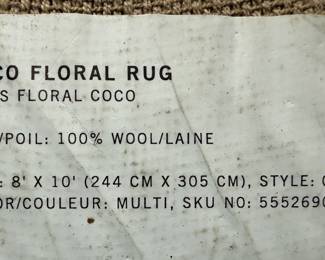 CO FLORAL RUG
S FLORAL COCO
/POIL: 100% WOOL/LAINE
: 8' X 10' (244 CM X 305 CM), STYLE:
OR/COULEUR: MULTI, SKU NO: 5552690